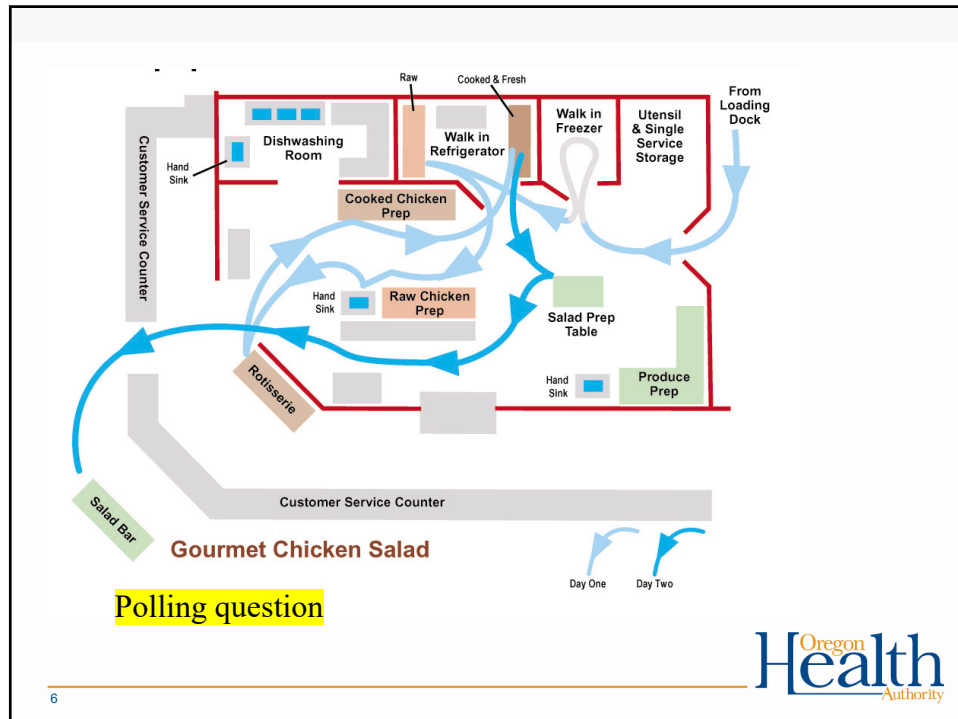 Raw
Cooked & Fresh
From
Loading
Dock
Walk in
Freezer
Utensil
& Single
Service
Storage
Walk in
Refrigerator
Dishwashing
Room
Customer Service Counter
Hand
Sink
Cooked Chicken
Prep
Hand
Sink
Raw Chicken
Prep
Salad Prep
Table
Rotisserie
Hand
Sink
Produce
Prep
Customer Service Counter
Salad Bar
Gourmet Chicken Salad
Day One
Day Two
Polling question
Oregon
Health
Authority
6